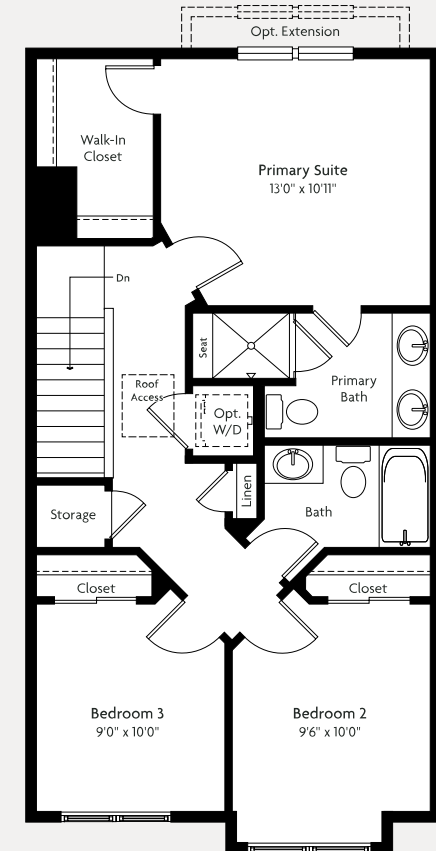 Opt. Extension
Walk-In
Closet
Primary Suite
13'0" x 10'11"
Dn
Seat
Roof
Access
Opt.
W/D
Primary
Bath
Linen
Storage
Bath
Closet
Closet
Bedroom 3
9'0" x 10'0"
Bedroom 2
9'6" x 10'0"